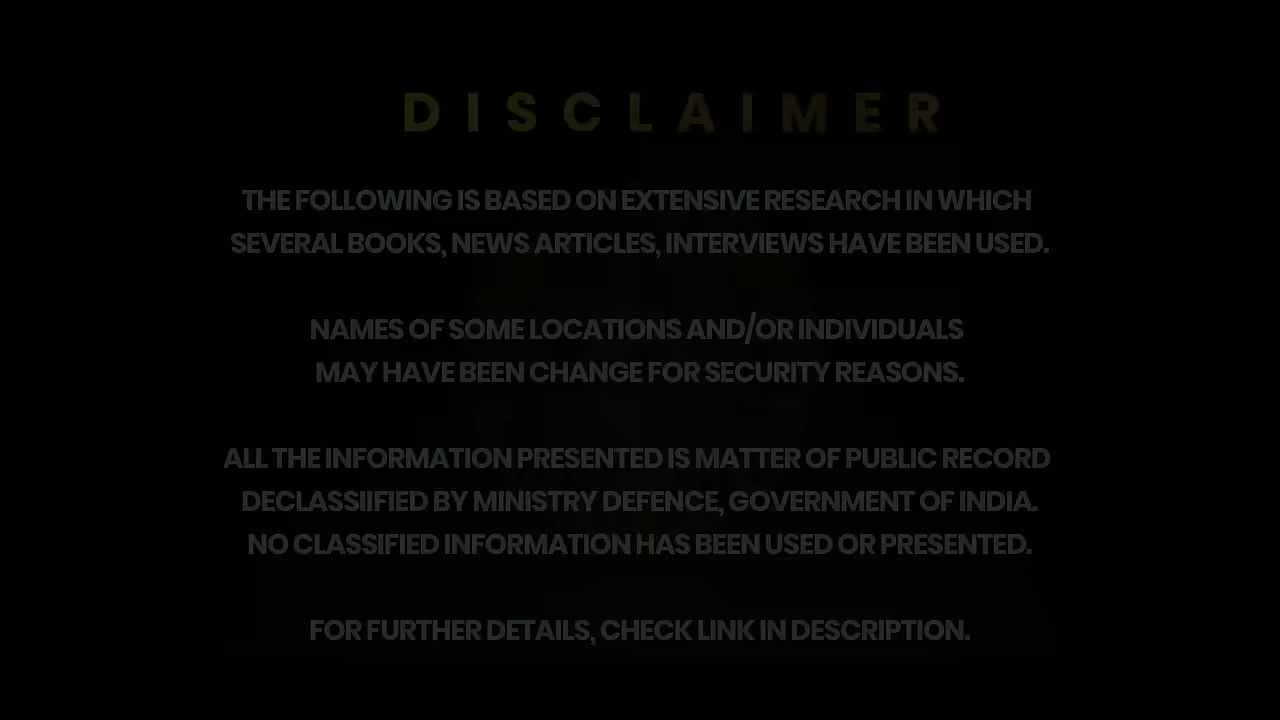 DISCLAIMER
THE FOLLOWING IS BASED ON EXTENSIVE RESEARCH IN WHICH
SEVERAL BOOKS, NEWS ARTICLES, INTERVIEWS HAVE BEEN USED.
NAMES OF SOME LOCATIONS AND/OR INDIVIDUALS
MAY HAVE BEEN CHANGE FOR SECURITY REASONS.
ALL THE INFORMATION PRESENTED IS MATTER OF PUBLIC RECORD
DECLASSIIFIED BY MINISTRY DEFENCE, GOVERNMENT OF INDIA.
NO CLASSIFIED INFORMATION HAS BEEN USED OR PRESENTED.
FOR FURTHER DETAILS, CHECK LINK IN DESCRIPTION.